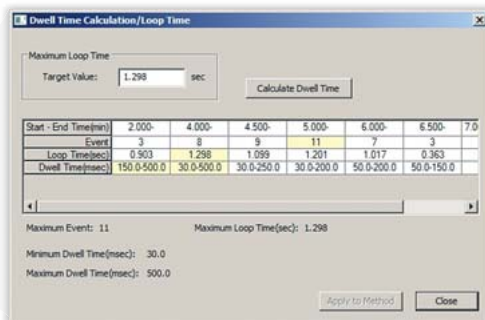 Dwell Time Calculation/Loop Time
Maximum Loop Time
Target Value: 1.298 sec
Calculate Dwell Time
Start - End Time(min) 2.000- 4.000- 4.500- 5.000- 6.000- 6.500- 7.0
Event 3 8 9 11 7 3
Loop Time(sec) 0.903 1.298 1.099 1.201 1.017 0.363
Dwell Time(msec) 150.0-500.0 30.0-500.0 30.0-250.0 30.0-200.0 50.0-200.0 50.0-150.0
Maximum Event: 11 Maximum Loop Time(sec): 1.298
Minimum Dwell Time(msec): 30.0
Maximum Dwell Time(msec): 500.0
Apply to Method Close